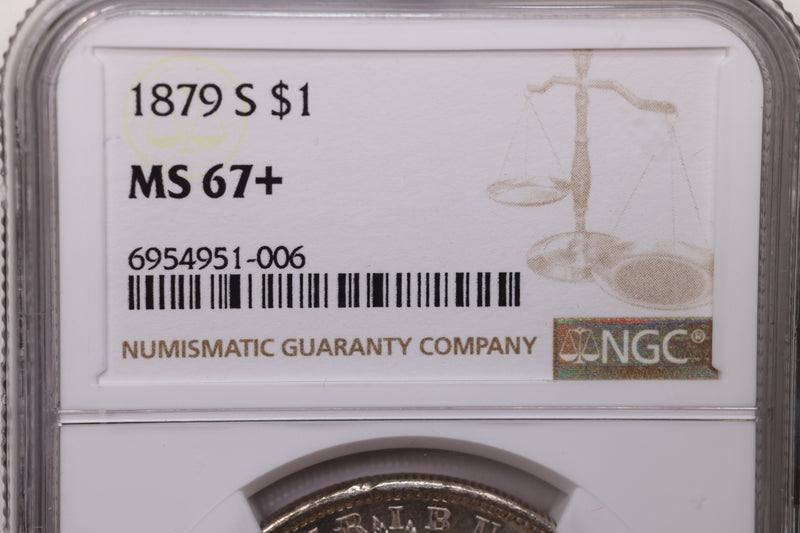 1879 S $1
MS 67+
6954951-006
NUMISMATIC GUARANTY COMPANY
NGC®